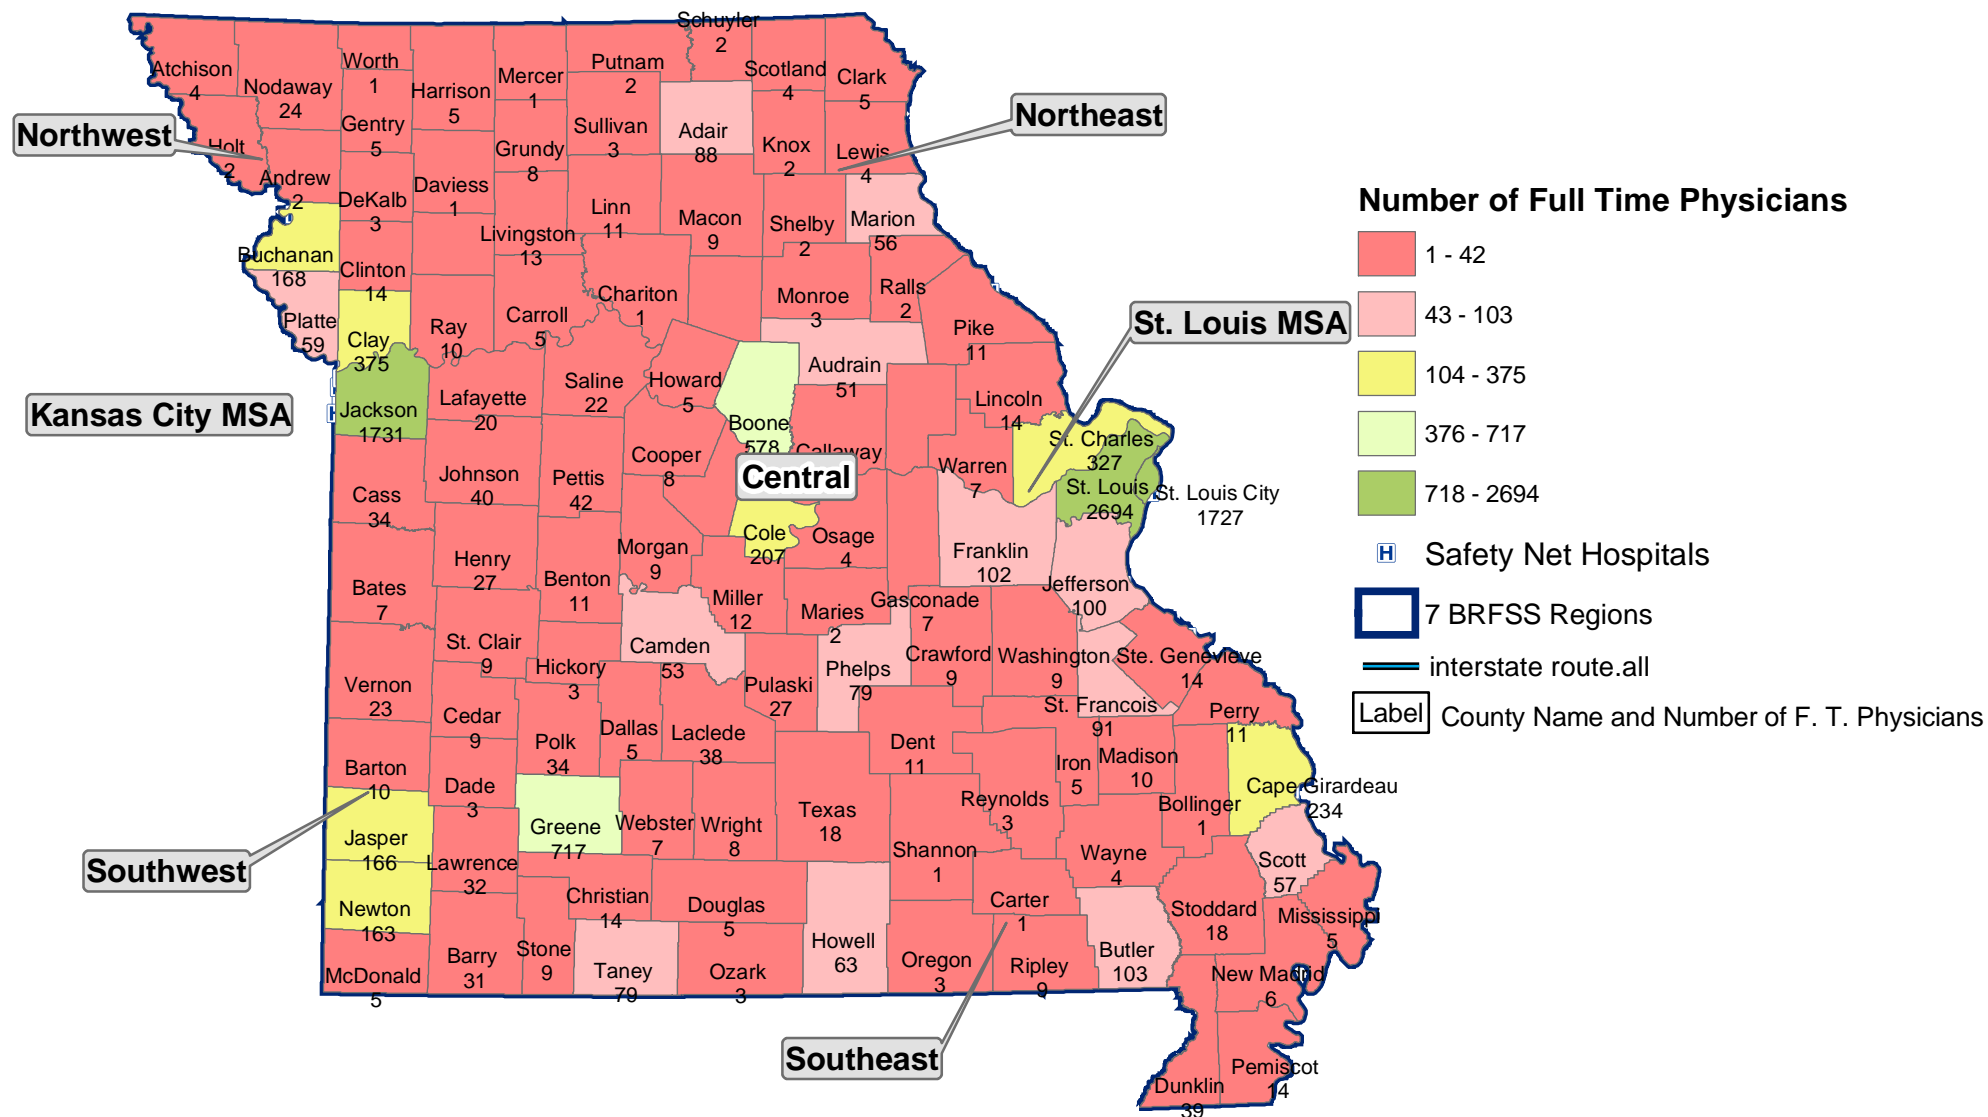 Schuyler
2
Atchison
4
Nodaway
24
Worth
1
Harrison
5
Mercer
1
Putnam
2
Scotland
4
Clark
5
Northwest
Northeast
Holt
2
Andrew
2
Gentry
5
Grundy
8
Sullivan
3
Adair
88
Knox
2
Lewis
4
DeKalb
3
Daviess
1
Livingston
13
Linn
11
Macon
9
Shelby
2
Marion
56
Buchanan
168
Clinton
14
Platte
59
Clay
375
Ray
10
Carroll
5
Chariton
1
Monroe
3
Ralls
2
Pike
11
St. Louis MSA
Audrain
51
Kansas City MSA
Jackson
1731
Lafayette
20
Saline
22
Howard
5
Boone
578
Callaway
Lincoln
14
Central
Cooper
8
Warren
7
St. Charles
327
St. Louis
2694
St. Louis City
1727
Cass
34
Johnson
40
Pettis
42
Cole
207
Osage
4
Franklin
102
Jefferson
100
Bates
7
Henry
27
Benton
11
Morgan
9
Miller
12
Maries
2
Gasconade
7
Camden
53
St. Clair
9
Hickory
3
Phelps
79
Crawford
9
Washington
9
Ste. Genevieve
14
Vernon
23
Pulaski
27
St. Francois
91
Perry
11
Cedar
9
Polk
34
Dallas
5
Laclede
38
Dent
11
Iron
5
Madison
10
Barton
10
Dade
3
Cape Girardeau
234
Reynolds
3
Bollinger
1
Texas
18
Jasper
166
Greene
717
Webster
7
Wright
8
Southwest
Lawrence
32
Shannon
1
Wayne
4
Scott
57
Newton
163
Christian
14
Douglas
5
Carter
1
Stoddard
18
Mississippi
5
McDonald
5
Barry
31
Stone
9
Taney
79
Ozark
3
Howell
63
Oregon
3
Ripley
9
Butler
103
New Madrid
6
Southeast
Dunklin
39
Pemiscot
14
Number of Full Time Physicians
1 - 42
43 - 103
104 - 375
376 - 717
718 - 2694
H Safety Net Hospitals
7 BRFSS Regions
interstate route.all
Label County Name and Number of F. T. Physicians